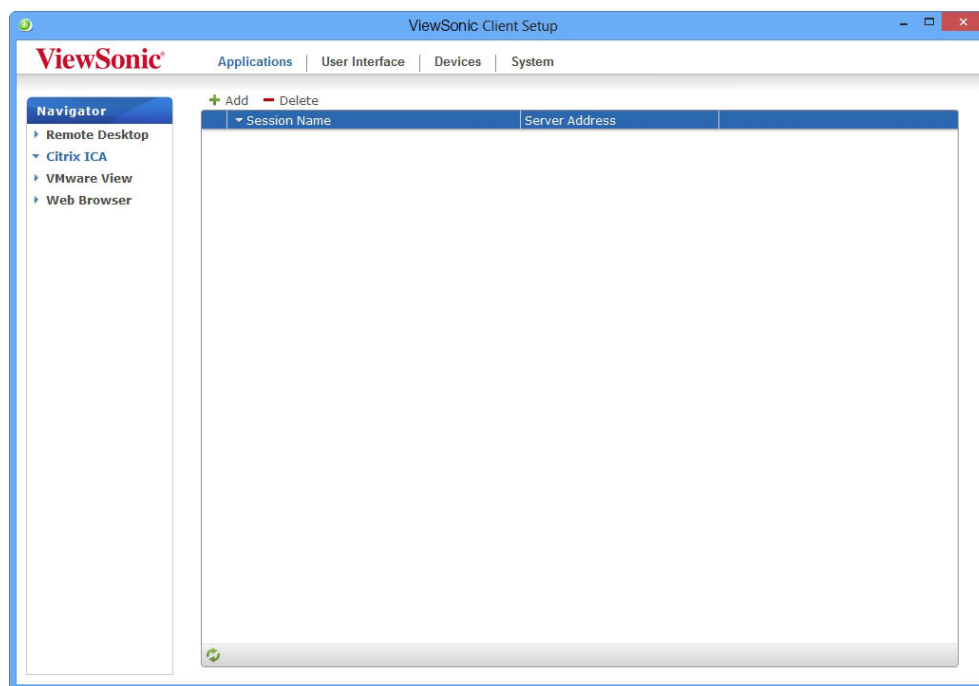 ViewSonic Client Setup
ViewSonic®
Applications | User Interface | Devices | System
Add Delete
Navigator
Session Name Server Address
Remote Desktop
Citrix ICA
VMware View
Web Browser